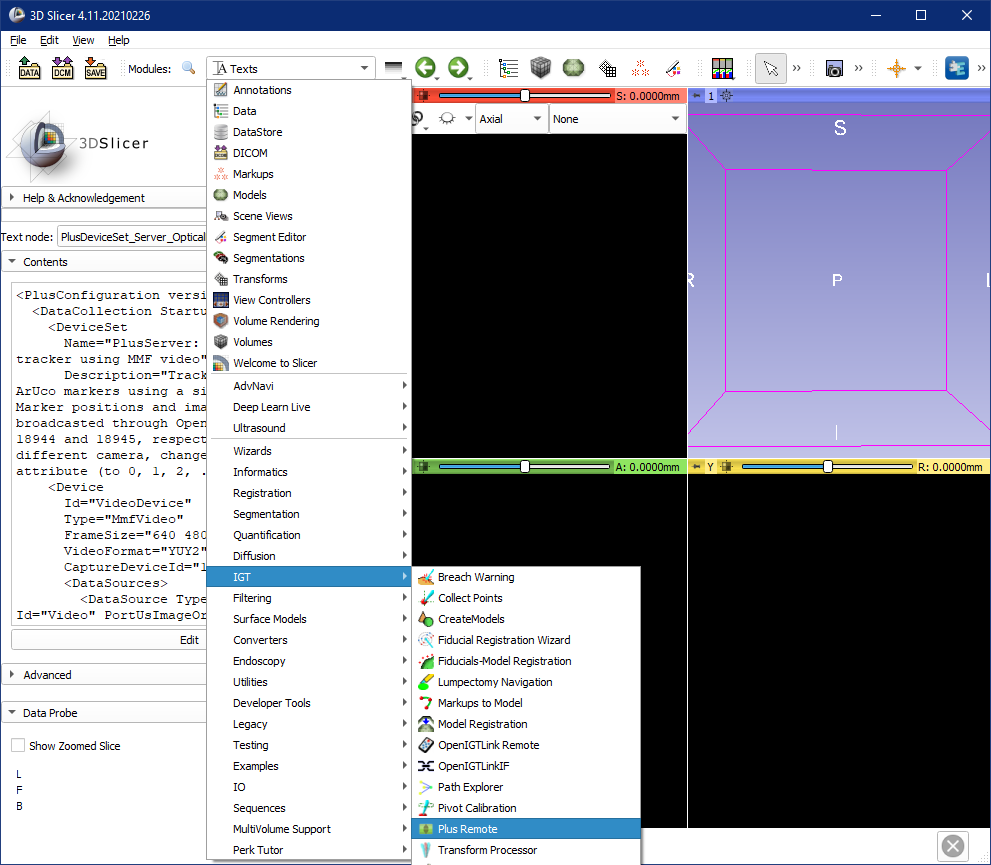 3D Slicer 4.11.20210226
File Edit View Help
DATA DCM SAVE Modules: Texts
Annotations
Data
DataStore
DICOM
Markups
Models
Scene Views
Segment Editor
Segmentations
Transforms
View Controllers
Volume Rendering
Volumes
Welcome to Slicer
AdvNavi
Deep Learn Live
Ultrasound
Wizards
Informatics
Registration
Segmentation
Quantification
Diffusion
IGT
Filtering
Surface Models
Converters
Endoscopy
Utilities
Developer Tools
Legacy
Testing
Examples
IO
Sequences
MultiVolume Support
Perk Tutor
Breach Warning
Collect Points
CreateModels
Fiducial Registration Wizard
Fiducials-Model Registration
Lumpectomy Navigation
Markups to Model
Model Registration
OpenIGTLink Remote
OpenIGTLinkIF
Path Explorer
Pivot Calibration
Plus Remote
Transform Processor
3DSlicer
Help & Acknowledgement
Text node: PlusDeviceSet_Server_Optical
Contents
<PlusConfiguration versi
<DataCollection Startu
<DeviceSet
Name="PlusServer:
tracker using MMF video"
Description="Track
ArUco markers using a si
Marker positions and ima
broadcasted through Open
18944 and 18945, respect
different camera, change
attribute (to 0, 1, 2, .
<Device
Id="VideoDevice"
Type="MmfVideo"
FrameSize="640 480
VideoFormat="YUY2"
CaptureDeviceId="1
<DataSources>
<DataSource Type
Id="Video" PortUsImageOr
Edit
Advanced
Data Probe
Show Zoomed Slice
L
F
B
S: 0.0000mm
Axial None
1
S
R P L
I
A: 0.0000mm
Y R: 0.0000mm